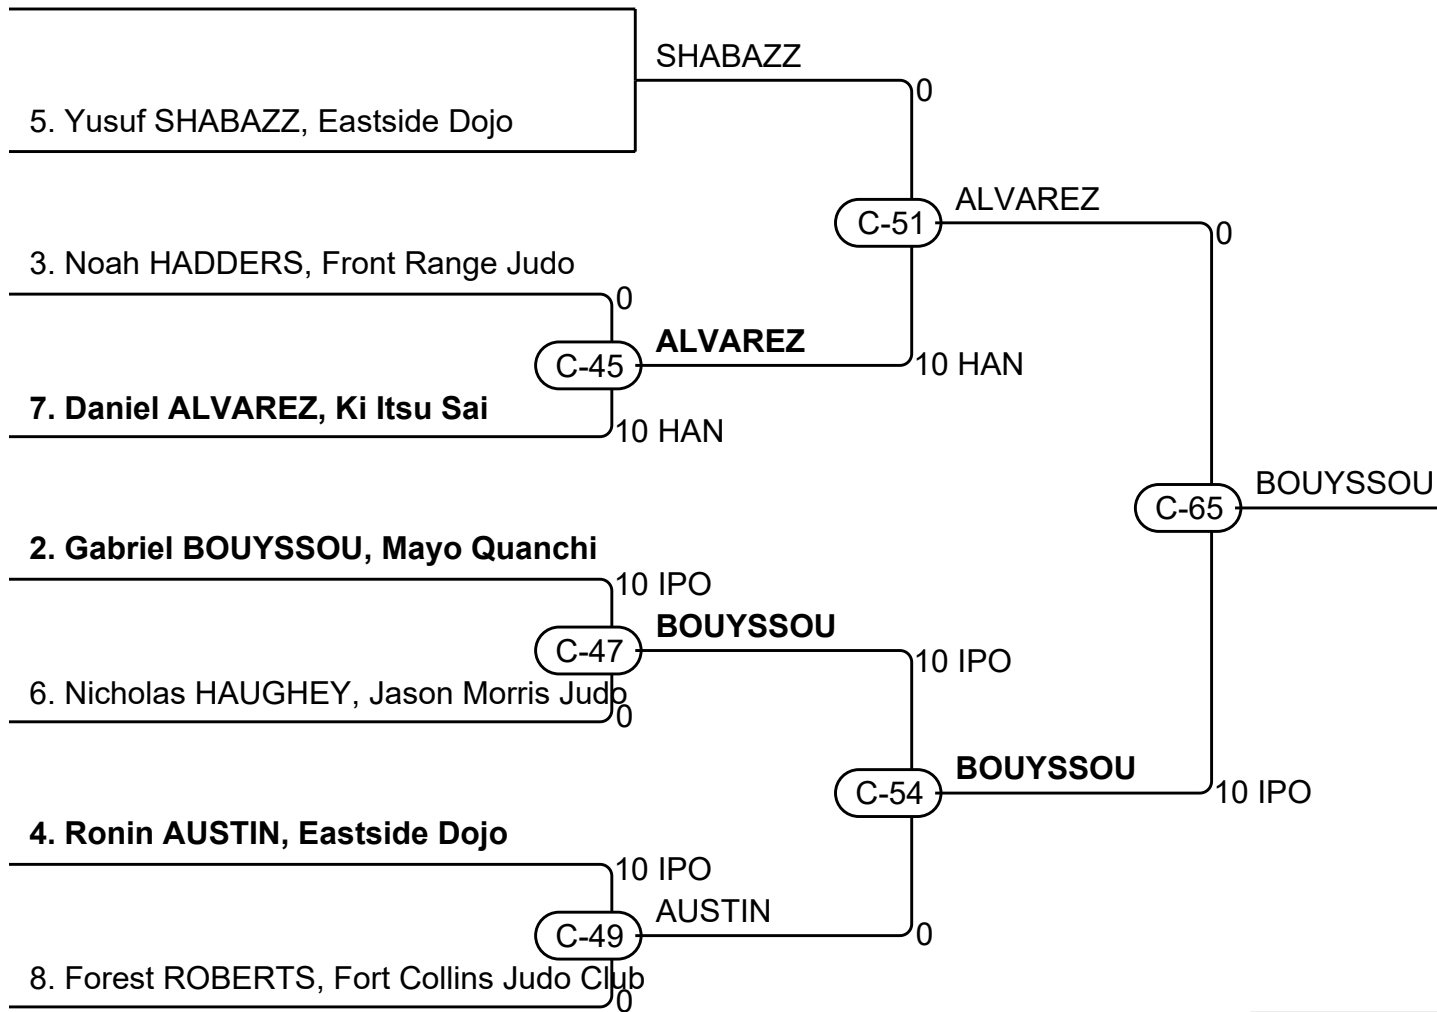 SHABAZZ
0
5. Yusuf SHABAZZ, Eastside Dojo
ALVAREZ
C-51
0
3. Noah HADDERS, Front Range Judo
0
ALVAREZ
C-45
10 HAN
7. Daniel ALVAREZ, Ki Itsu Sai
10 HAN
BOUYSSOU
C-65
2. Gabriel BOUYSSOU, Mayo Quanchi
10 IPO
BOUYSSOU
C-47
10 IPO
6. Nicholas HAUGHEY, Jason Morris Judo
0
BOUYSSOU
C-54
10 IPO
4. Ronin AUSTIN, Eastside Dojo
10 IPO
AUSTIN
C-49
0
8. Forest ROBERTS, Fort Collins Judo Club
0